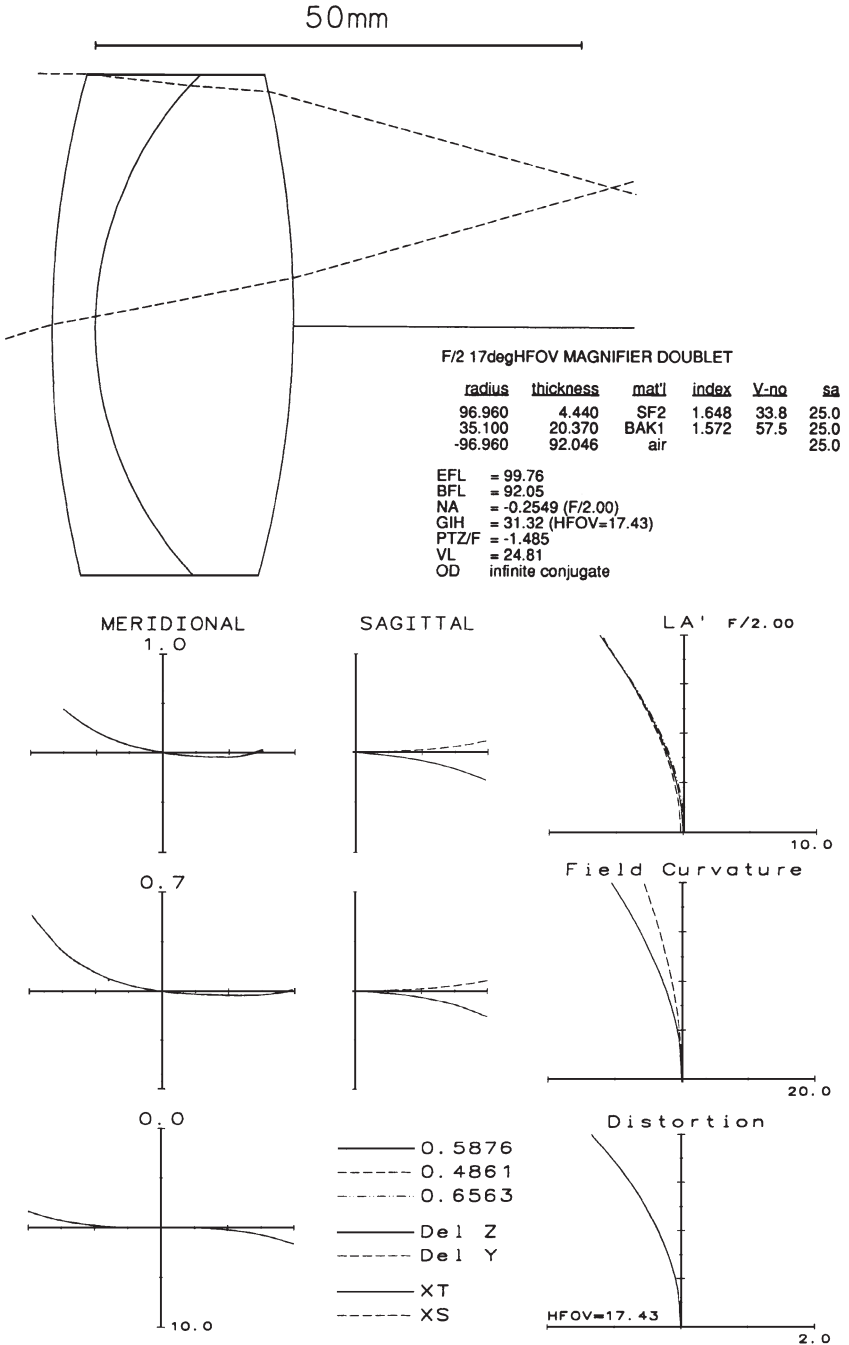 50mm
F/2 17degHFOV MAGNIFIER DOUBLET
radius thickness mat'l index V-no sa
96.960 4.440 SF2 1.648 33.8 25.0
35.100 20.370 BAK1 1.572 57.5 25.0
-96.960 92.046 air 25.0
EFL = 99.76
BFL = 92.05
NA = -0.2549 (F/2.00)
GIH = 31.32 (HFOV=17.43)
PTZ/F = -1.485
VL = 24.81
OD infinite conjugate
MERIDIONAL SAGITTAL LA' F/2.00
1.0
10.0
0.7 Field Curvature
20.0
0.0 Distortion
0.5876
0.4861
0.6563
Del Z
Del Y
XT
XS HFOV=17.43
10.0 2.0